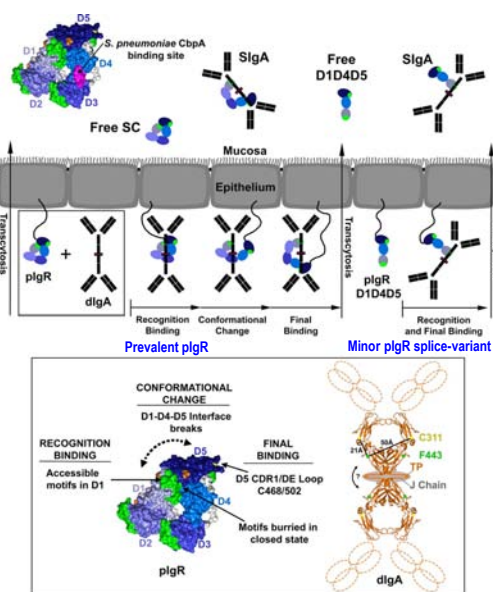 D5
S. pneumoniae CbpA
binding site
D1
D4
D2
D3
SIgA
Free
D1D4D5
SIgA
Free SC
Mucosa
Epithelium
Transcytosis
pIgR
+
dIgA
Transcytosis
pIgR
D1D4D5
Recognition
Binding
Conformational
Change
Final
Binding
Recognition
and Final Binding
Prevalent pIgR
Minor pIgR splice-variant
CONFORMATIONAL
CHANGE
D1-D4-D5 Interface
breaks
RECOGNITION
BINDING
Accessible
motifs in D1
D5
FINAL
BINDING
D5 CDR1/DE Loop
C468/502
D1
D4
Motifs burried in
closed state
D2
D3
pIgR
50Å
21Å
C311
F443
TP
J Chain
?
dIgA